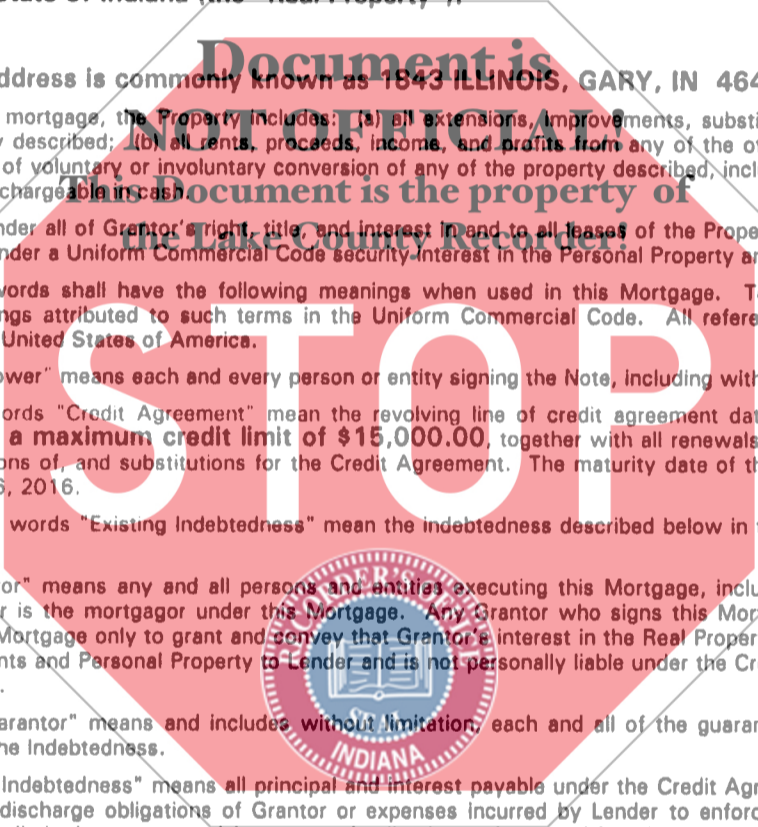 State of Indiana (the "Real Property"):
Document is
ddress is commonly known as 1843 ILLINOIS, GARY, IN 464
mortgage, the Property includes: (a) all extensions, improvements, substi
NOT OFFICIAL!
described; (b) all rents, proceeds, income, and profits from any of the
of voluntary or involuntary conversion of any of the property described, incl
chargeable in cash.
This Document is the property of
nder all of Grantor's right, title, and interest in and to all leases of the Prope
the Lake County Recorder!
nder a Uniform Commercial Code security interest in the Personal Property an
words shall have the following meanings when used in this Mortgage. T
ngs attributed to such terms in the Uniform Commercial Code. All refere
United States of America.
STOP
ower" means each and every person or entity signing the Note, including with
ords "Credit Agreement" mean the revolving line of credit agreement dat
a maximum credit limit of $15,000.00, together with all renewals
ons of, and substitutions for the Credit Agreement. The maturity date of th
6, 2016.
words "Existing Indebtedness" mean the indebtedness described below in
or" means any and all persons and entities executing this Mortgage, inclu
r is the mortgagor under this Mortgage. Any Grantor who signs this Mor
Mortgage only to grant and convey that Grantor's interest in the Real Proper
nts and Personal Property to Lender and is not personally liable under the Cr
RECORDER'S OFFICE
SEAL
INDIANA
arantor" means and includes without limitation, each and all of the guaran
he Indebtedness.
Indebtedness" means all principal and interest payable under the Credit Agr
discharge obligations of Grantor or expenses incurred by Lender to enforc